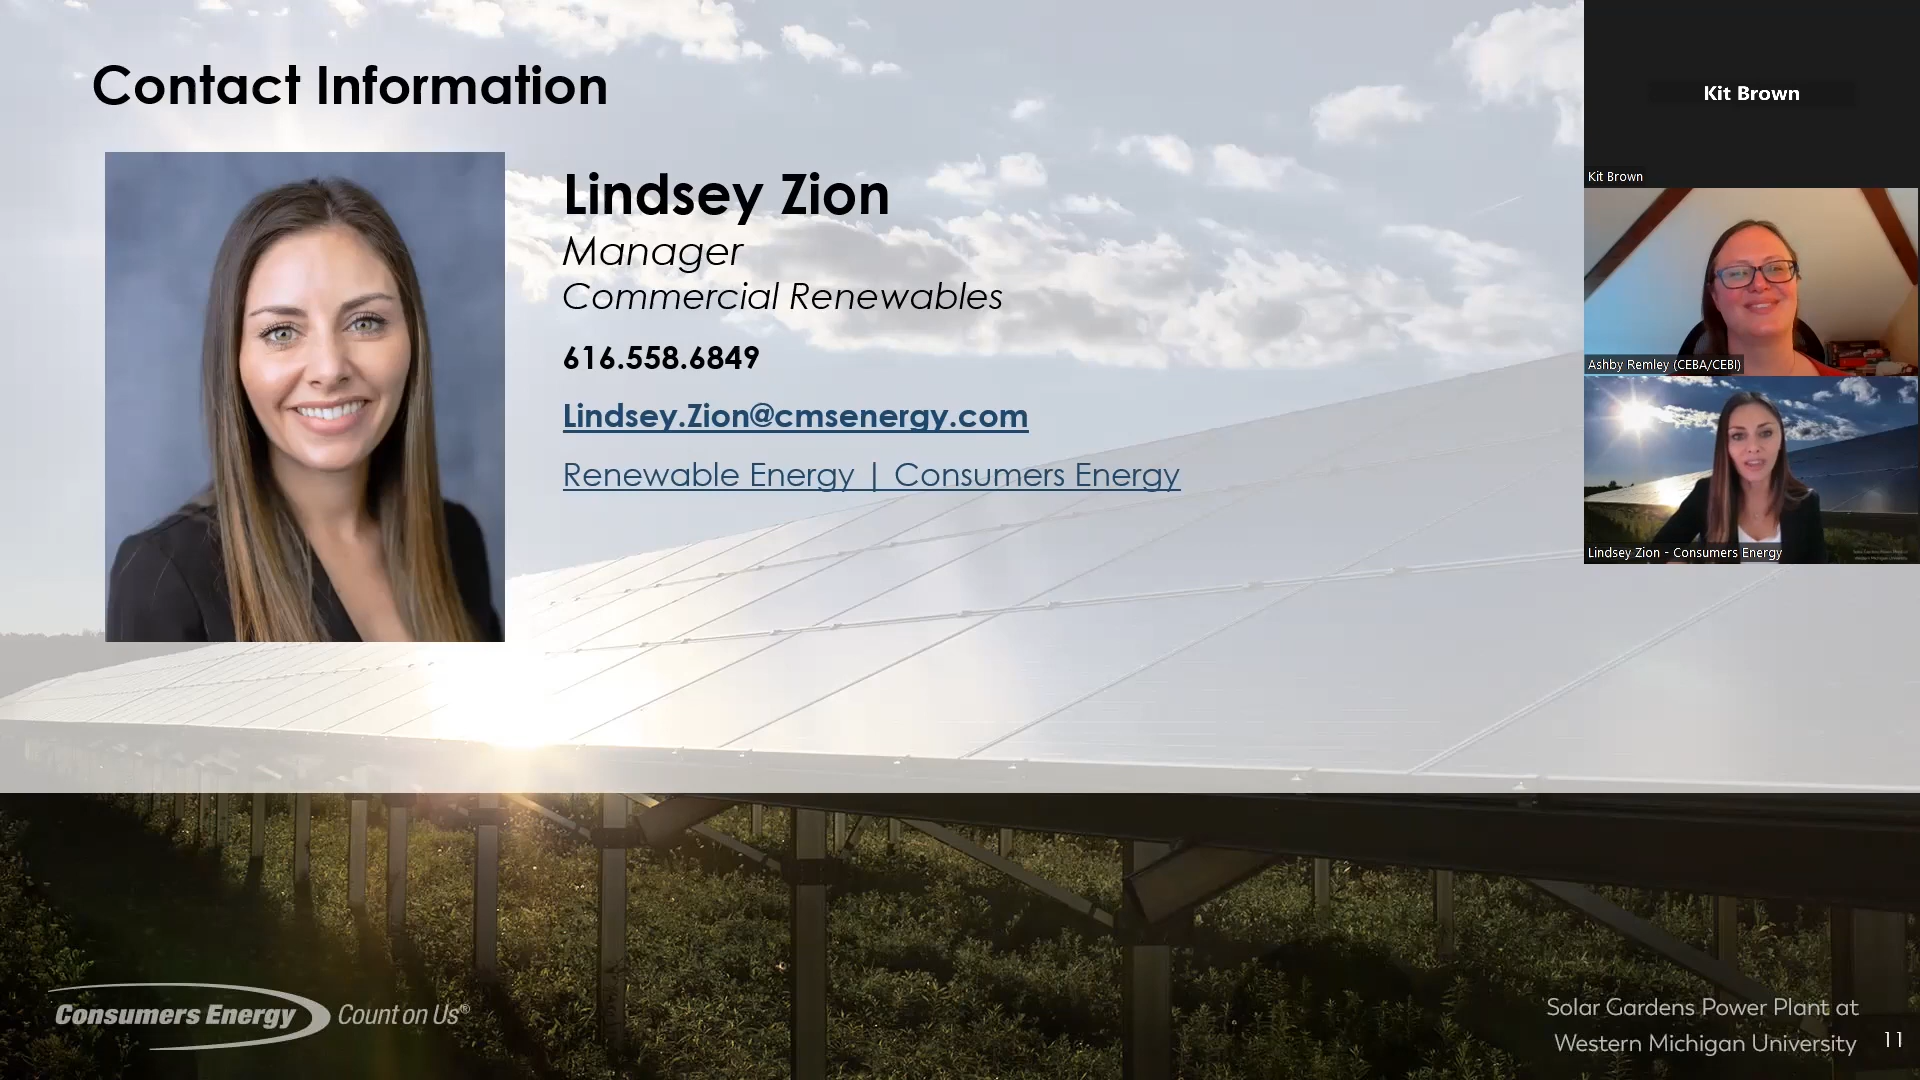 Contact Information
Lindsey Zion
Manager
Commercial Renewables
616.558.6849
Lindsey.Zion@cmsenergy.com
Renewable Energy | Consumers Energy
Kit Brown
Kit Brown
Ashby Remley (CEBA/CEBI)
Lindsey Zion - Consumers Energy
Consumers Energy
Count on Us®
Solar Gardens Power Plant at
Western Michigan University
11